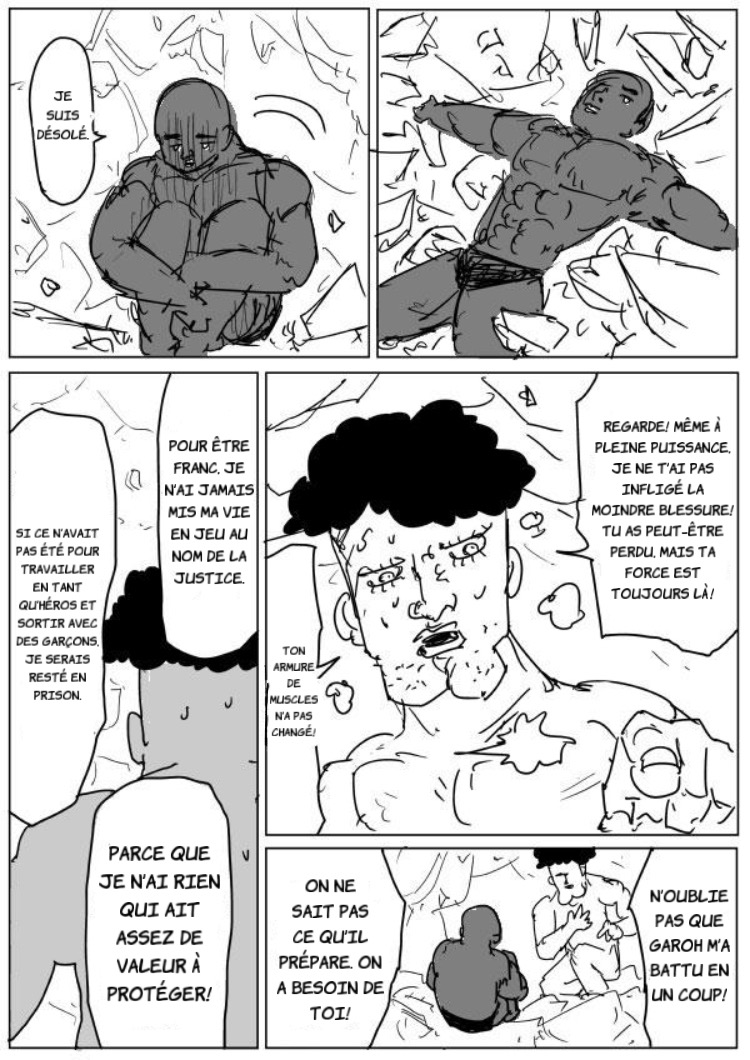 JE
SUIS
DÉSOLÉ.
REGARDE! MÊME À
PLEINE PUISSANCE,
JE NE T'AI PAS
INFLIGÉ LA
MOINDRE BLESSURE!
TU AS PEUT-ÊTRE
PERDU, MAIS TA
FORCE EST
TOUJOURS LÀ!
TON
ARMURE
DE
MUSCLES
N'A PAS
CHANGÉ!
N'OUBLIE
PAS QUE
GAROH M'A
BATTU EN
UN COUP!
ON NE
SAIT PAS
CE QU'IL
PRÉPARE. ON
A BESOIN DE
TOI!
POUR ÊTRE
FRANC, JE
N'AI JAMAIS
MIS MA VIE
EN JEU AU
NOM DE LA
JUSTICE.
SI CE N'AVAIT
PAS ÉTÉ POUR
TRAVAILLER
EN TANT
QU'HÉROS ET
SORTIR AVEC
DES GARÇONS,
JE SERAIS
RESTÉ EN
PRISON.
PARCE QUE
JE N'AI RIEN
QUI AIT
ASSEZ DE
VALEUR À
PROTÉGER!